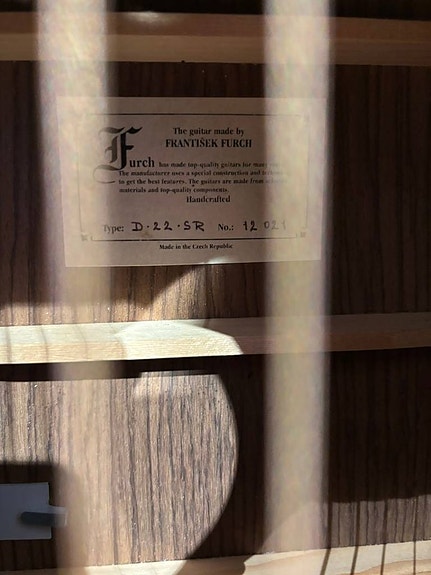 The guitar made by
FRANTIŠEK FURCH
Furch has made top-quality guitars for many
The manufacturer uses a special construction and
to get the best features. The guitars are made from
materials and top-quality components.
Handcrafted
Type: D-22-SR No.: 12021
Made in the Czech Republic